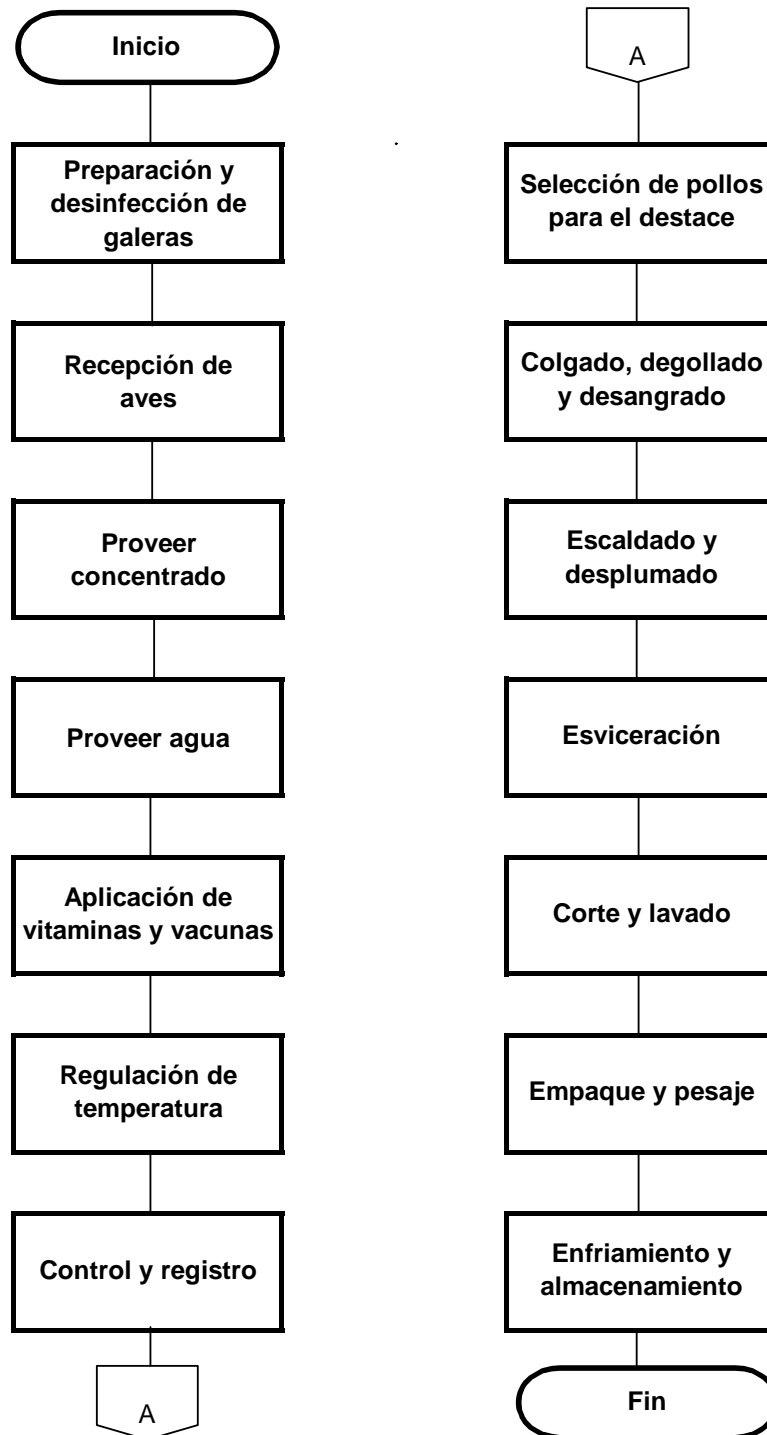 Inicio
Preparación y
desinfección de
galeras
Recepción de
aves
Proveer
concentrado
Proveer agua
Aplicación de
vitaminas y vacunas
Regulación de
temperatura
Control y registro
A
A
Selección de pollos
para el destace
Colgado, degollado
y desangrado
Escaldado y
desplumado
Esviceración
Corte y lavado
Empaque y pesaje
Enfriamiento y
almacenamiento
Fin